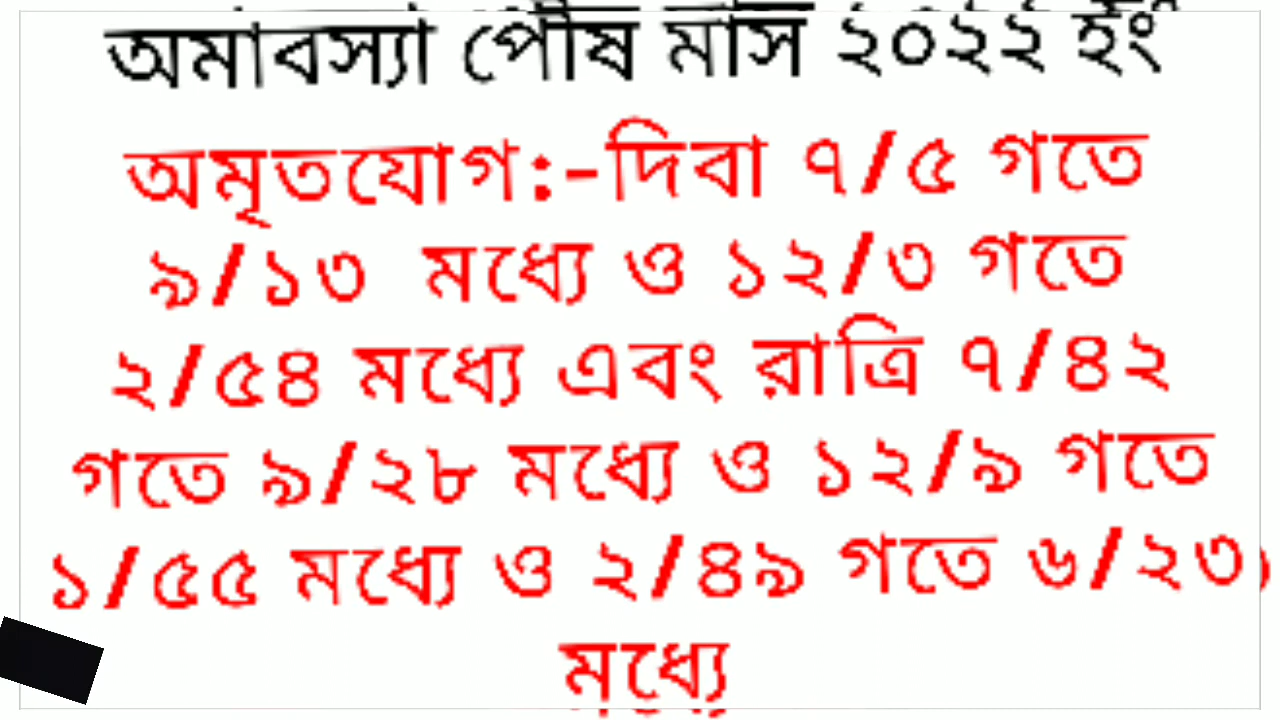 অমাবস্যা পৌষ মাস ২০২২ ইং
অমৃতযোগ:-দিবা ৭/৫ গতে
৯/১৩ মধ্যে ও ১২/৩ গতে
২/৫৪ মধ্যে এবং রাত্রি ৭/৪২
গতে ৯/২৮ মধ্যে ও ১২/৯ গতে
১/৫৫ মধ্যে ও ২/৪৯ গতে ৬/২৩)
মধ্যে